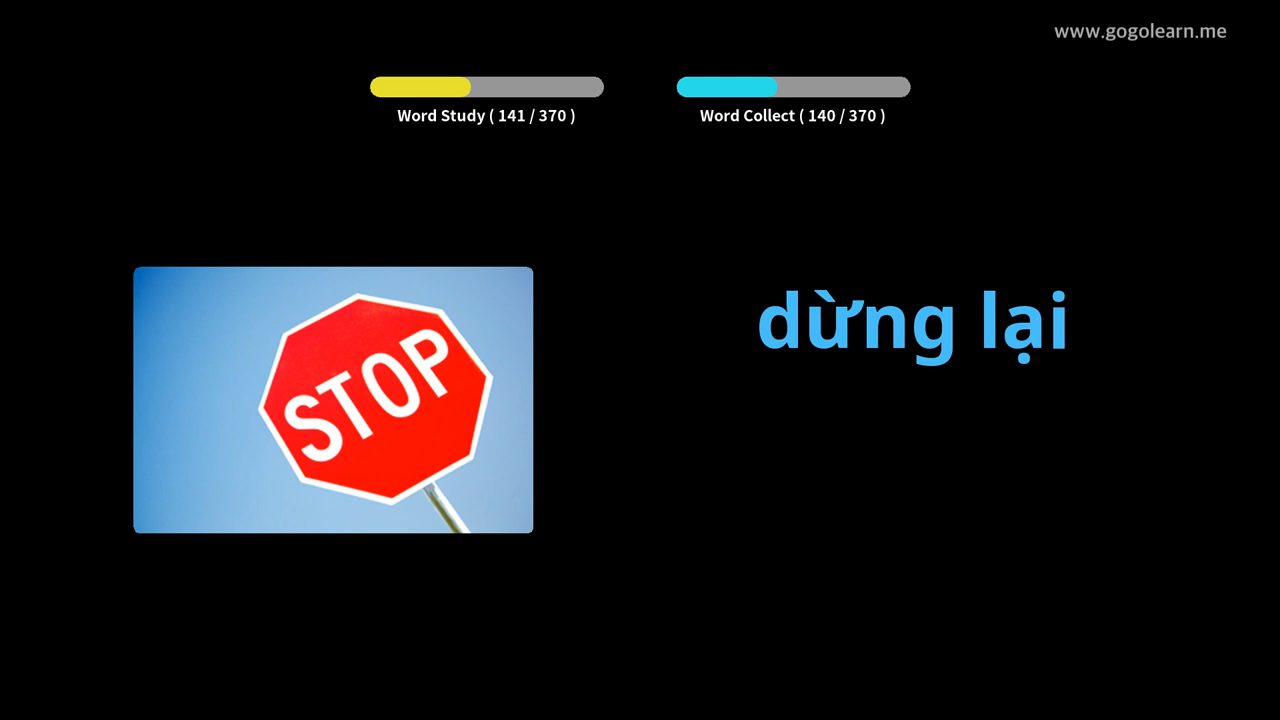 www.gogolearn.me
Word Study ( 141 / 370 )
Word Collect ( 140 / 370 )
STOP
dừng lại